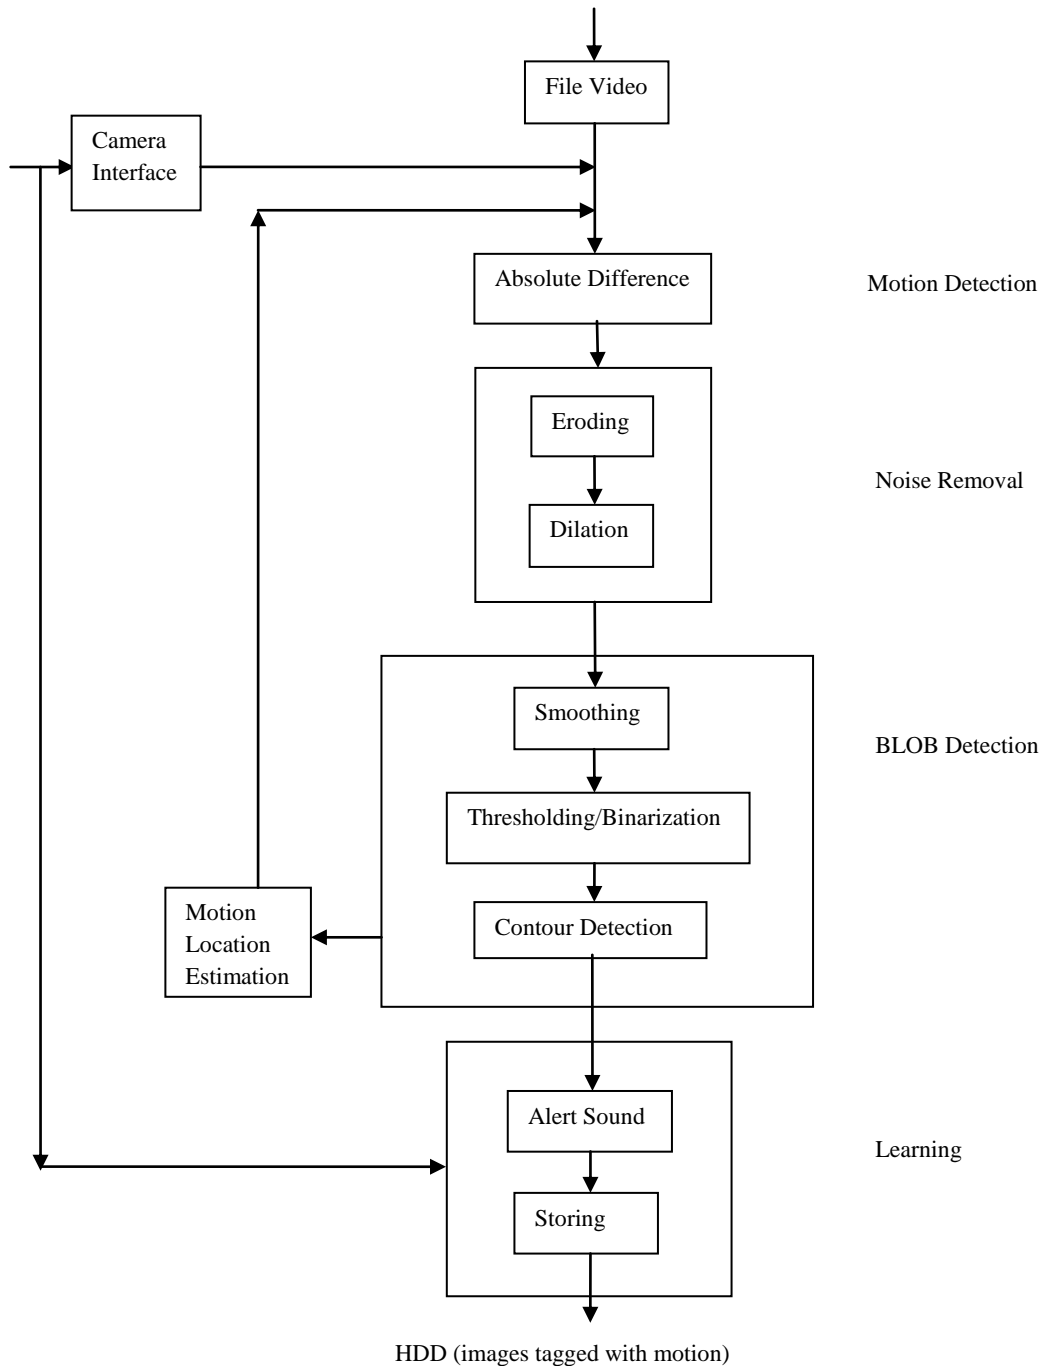 File Video
Camera
Interface
Absolute Difference
Motion Detection
Eroding
Noise Removal
Dilation
Smoothing
BLOB Detection
Thresholding/Binarization
Motion
Location
Estimation
Contour Detection
Alert Sound
Learning
Storing
HDD (images tagged with motion)